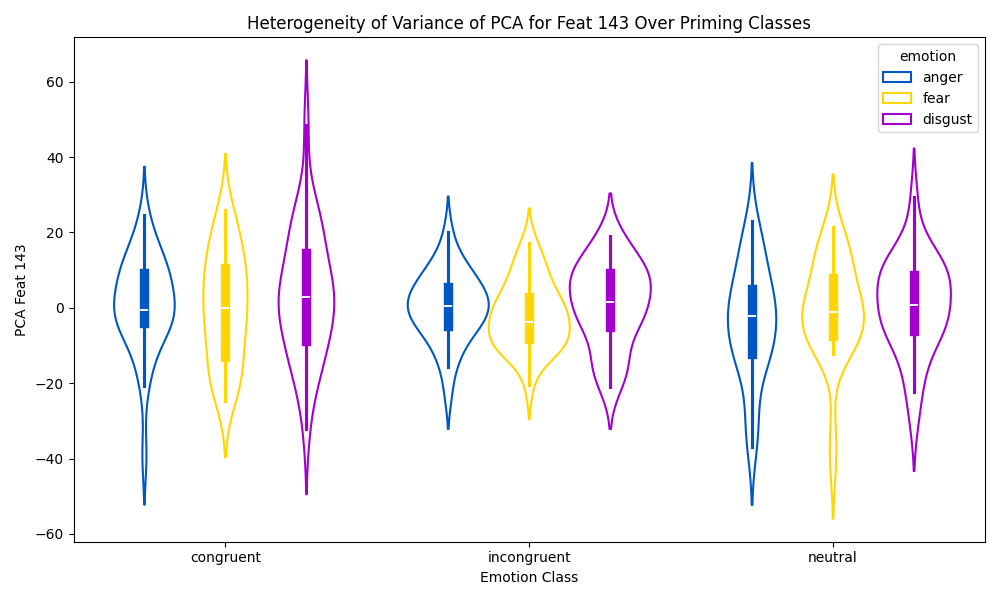 Heterogeneity of Variance of PCA for Feat 143 Over Priming Classes
emotion
anger
fear
disgust
PCA Feat 143
60
40
20
0
−20
−40
−60
congruent
incongruent
neutral
Emotion Class